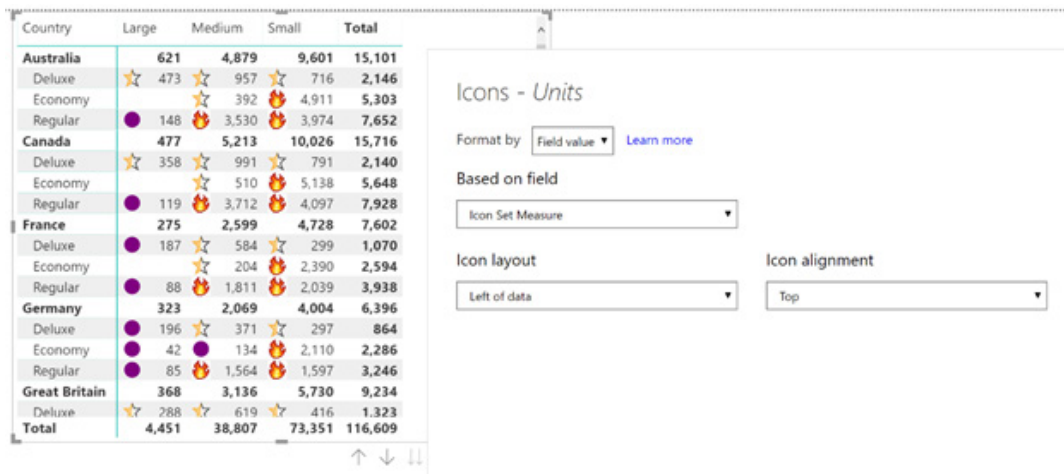 Country Large Medium Small Total
Australia 621 4,879 9,601 15,101
Deluxe 473 957 716 2,146
Economy 392 4,911 5,303
Regular 148 3,530 3,974 7,652
Canada 477 5,213 10,026 15,716
Deluxe 358 991 791 2,140
Economy 510 5,138 5,648
Regular 119 3,712 4,097 7,928
France 275 2,599 4,728 7,602
Deluxe 187 584 299 1,070
Economy 204 2,390 2,594
Regular 88 1,811 2,039 3,938
Germany 323 2,069 4,004 6,396
Deluxe 196 371 297 864
Economy 42 134 2,110 2,286
Regular 85 1,564 1,597 3,246
Great Britain 368 3,136 5,730 9,234
Deluxe 288 619 416 1,323
Total 4,451 38,807 73,351 116,609
Icons - Units
Format by Field value Learn more
Based on field
Icon Set Measure
Icon layout Icon alignment
Left of data Top